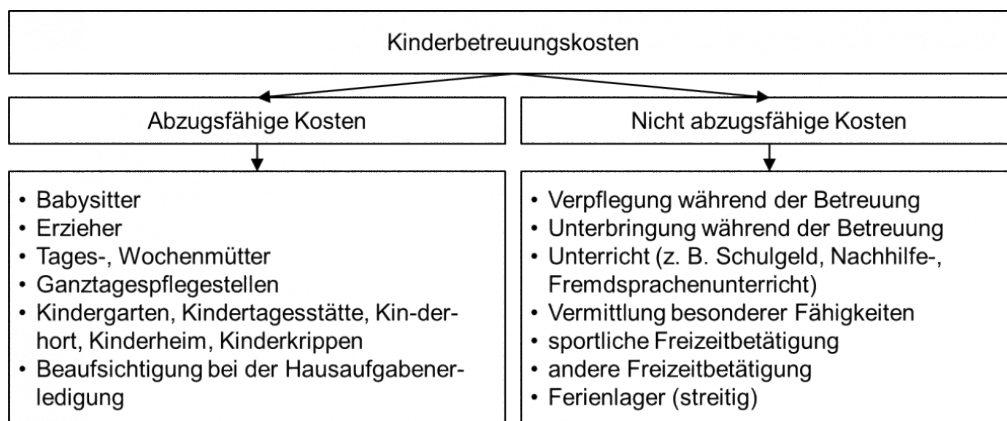 Kinderbetreuungskosten
Abzugsfähige Kosten
Nicht abzugsfähige Kosten
• Babysitter
• Erzieher
• Tages-, Wochenmütter
• Ganztagespflegestellen
• Kindergarten, Kindertagesstätte, Kin-der-
hort, Kinderheim, Kinderkrippen
• Beaufsichtigung bei der Hausaufgabener-
ledigung
• Verpflegung während der Betreuung
• Unterbringung während der Betreuung
• Unterricht (z. B. Schulgeld, Nachhilfe-,
Fremdsprachenunterricht)
• Vermittlung besonderer Fähigkeiten
• sportliche Freizeitbetätigung
• andere Freizeitbetätigung
• Ferienlager (streitig)